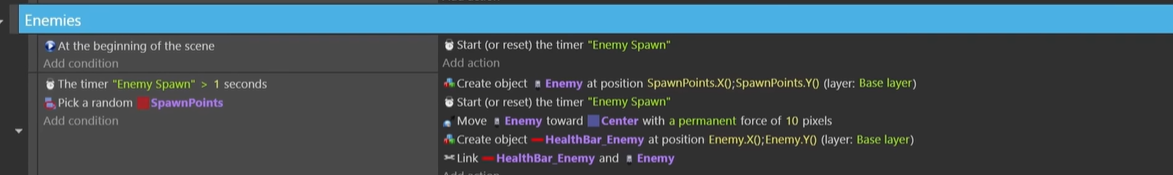 Enemies
At the beginning of the scene
Add condition
Start (or reset) the timer "Enemy Spawn"
Add action
The timer "Enemy Spawn" > 1 seconds
Pick a random SpawnPoints
Add condition
Create object Enemy at position SpawnPoints.X();SpawnPoints.Y() (layer: Base layer)
Start (or reset) the timer "Enemy Spawn"
Move Enemy toward Center with a permanent force of 10 pixels
Create object HealthBar_Enemy at position Enemy.X();Enemy.Y() (layer: Base layer)
Link HealthBar_Enemy and Enemy